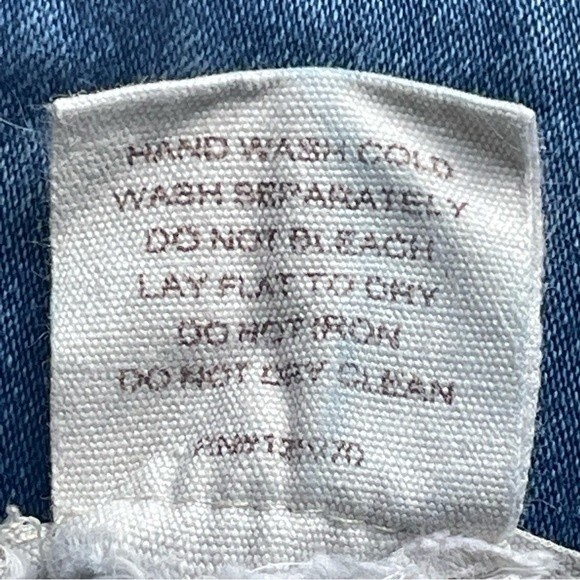 HAND WASH COLD
WASH SEPARATELY
DO NOT BLEACH
LAY FLAT TO DRY
DO NOT IRON
DO NOT DRY CLEAN